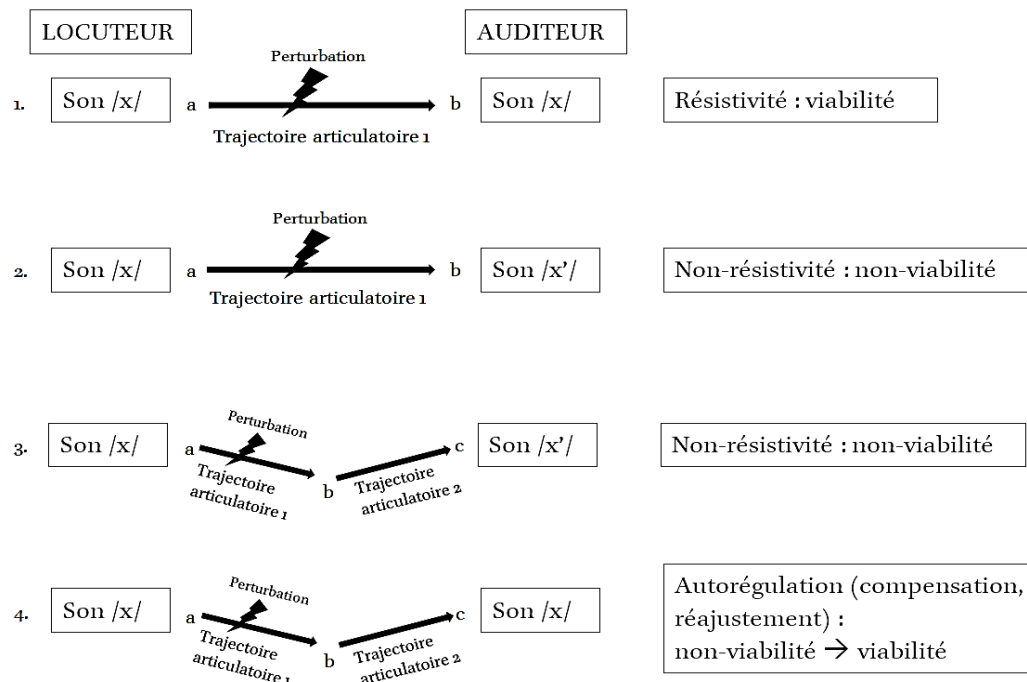 LOCUTEUR
AUDITEUR
Perturbation
1. Son /x/ a b Son /x/ Résistivité : viabilité
Trajectoire articulatoire 1
Perturbation
2. Son /x/ a b Son /x’/ Non-résistivité : non-viabilité
Trajectoire articulatoire 1
3. Son /x/ a Perturbation c Son /x’/ Non-résistivité : non-viabilité
Trajectoire
articulatoire 1
b
Trajectoire
articulatoire 2
4. Son /x/ a Perturbation c Son /x/
Trajectoire
articulatoire 1
b
Trajectoire
articulatoire 2
Autorégulation (compensation,
réajustement) :
non-viabilité → viabilité